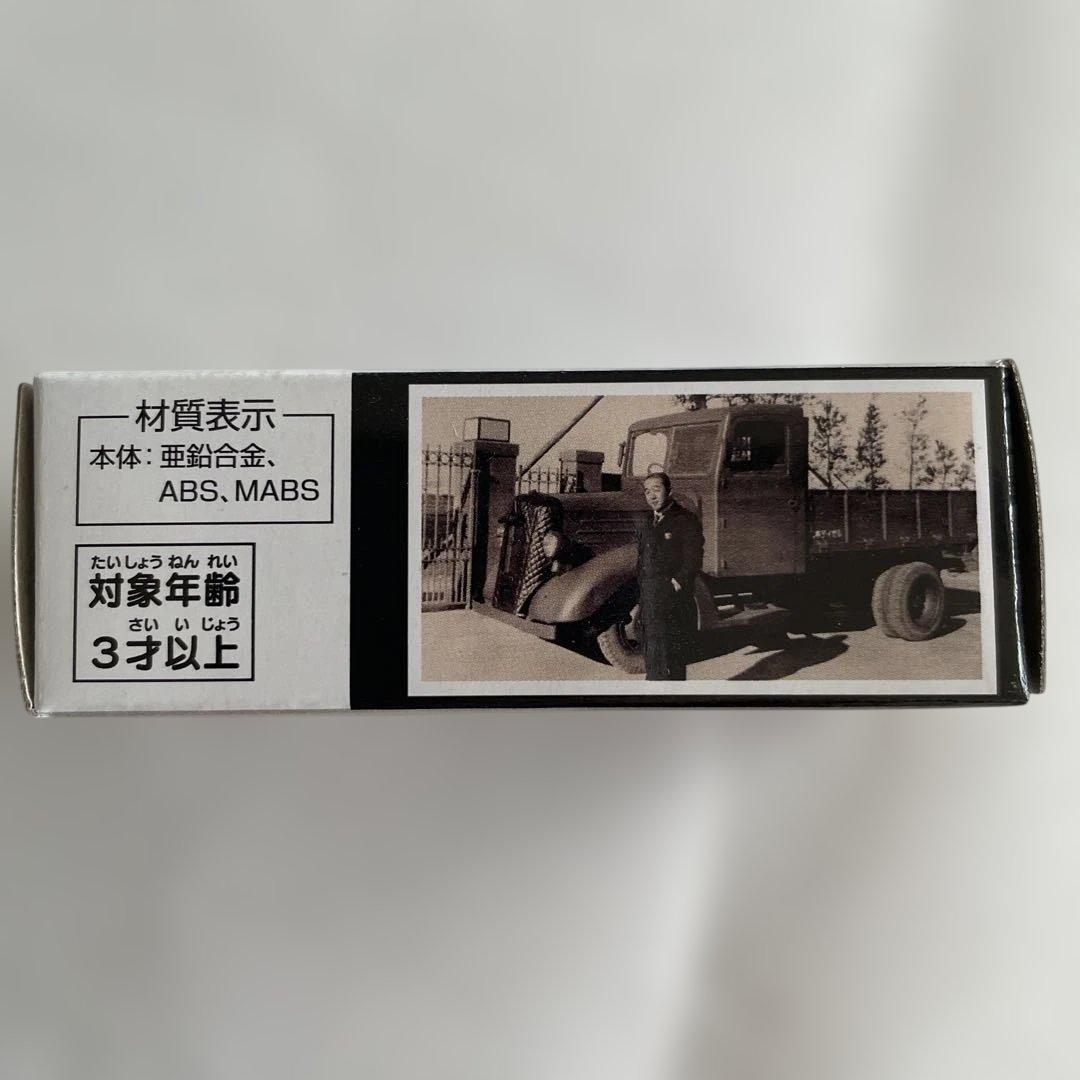 材質表示
本体：亜鉛合金、
ABS、MABS
たいしょうねんれい
対象年齢
さいいじょう
3才以上